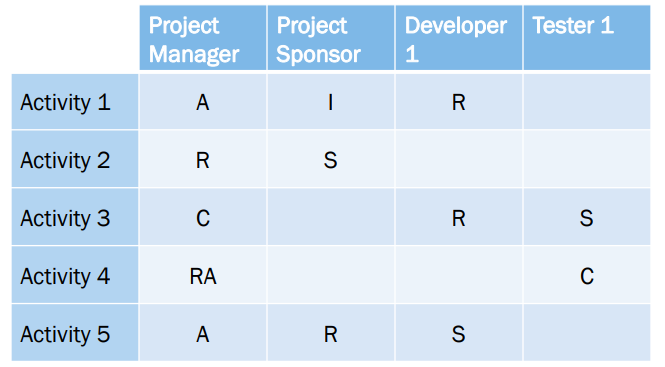 Project Manager Project Sponsor Developer 1 Tester 1
Activity 1 A I R
Activity 2 R S
Activity 3 C R S
Activity 4 RA C
Activity 5 A R S